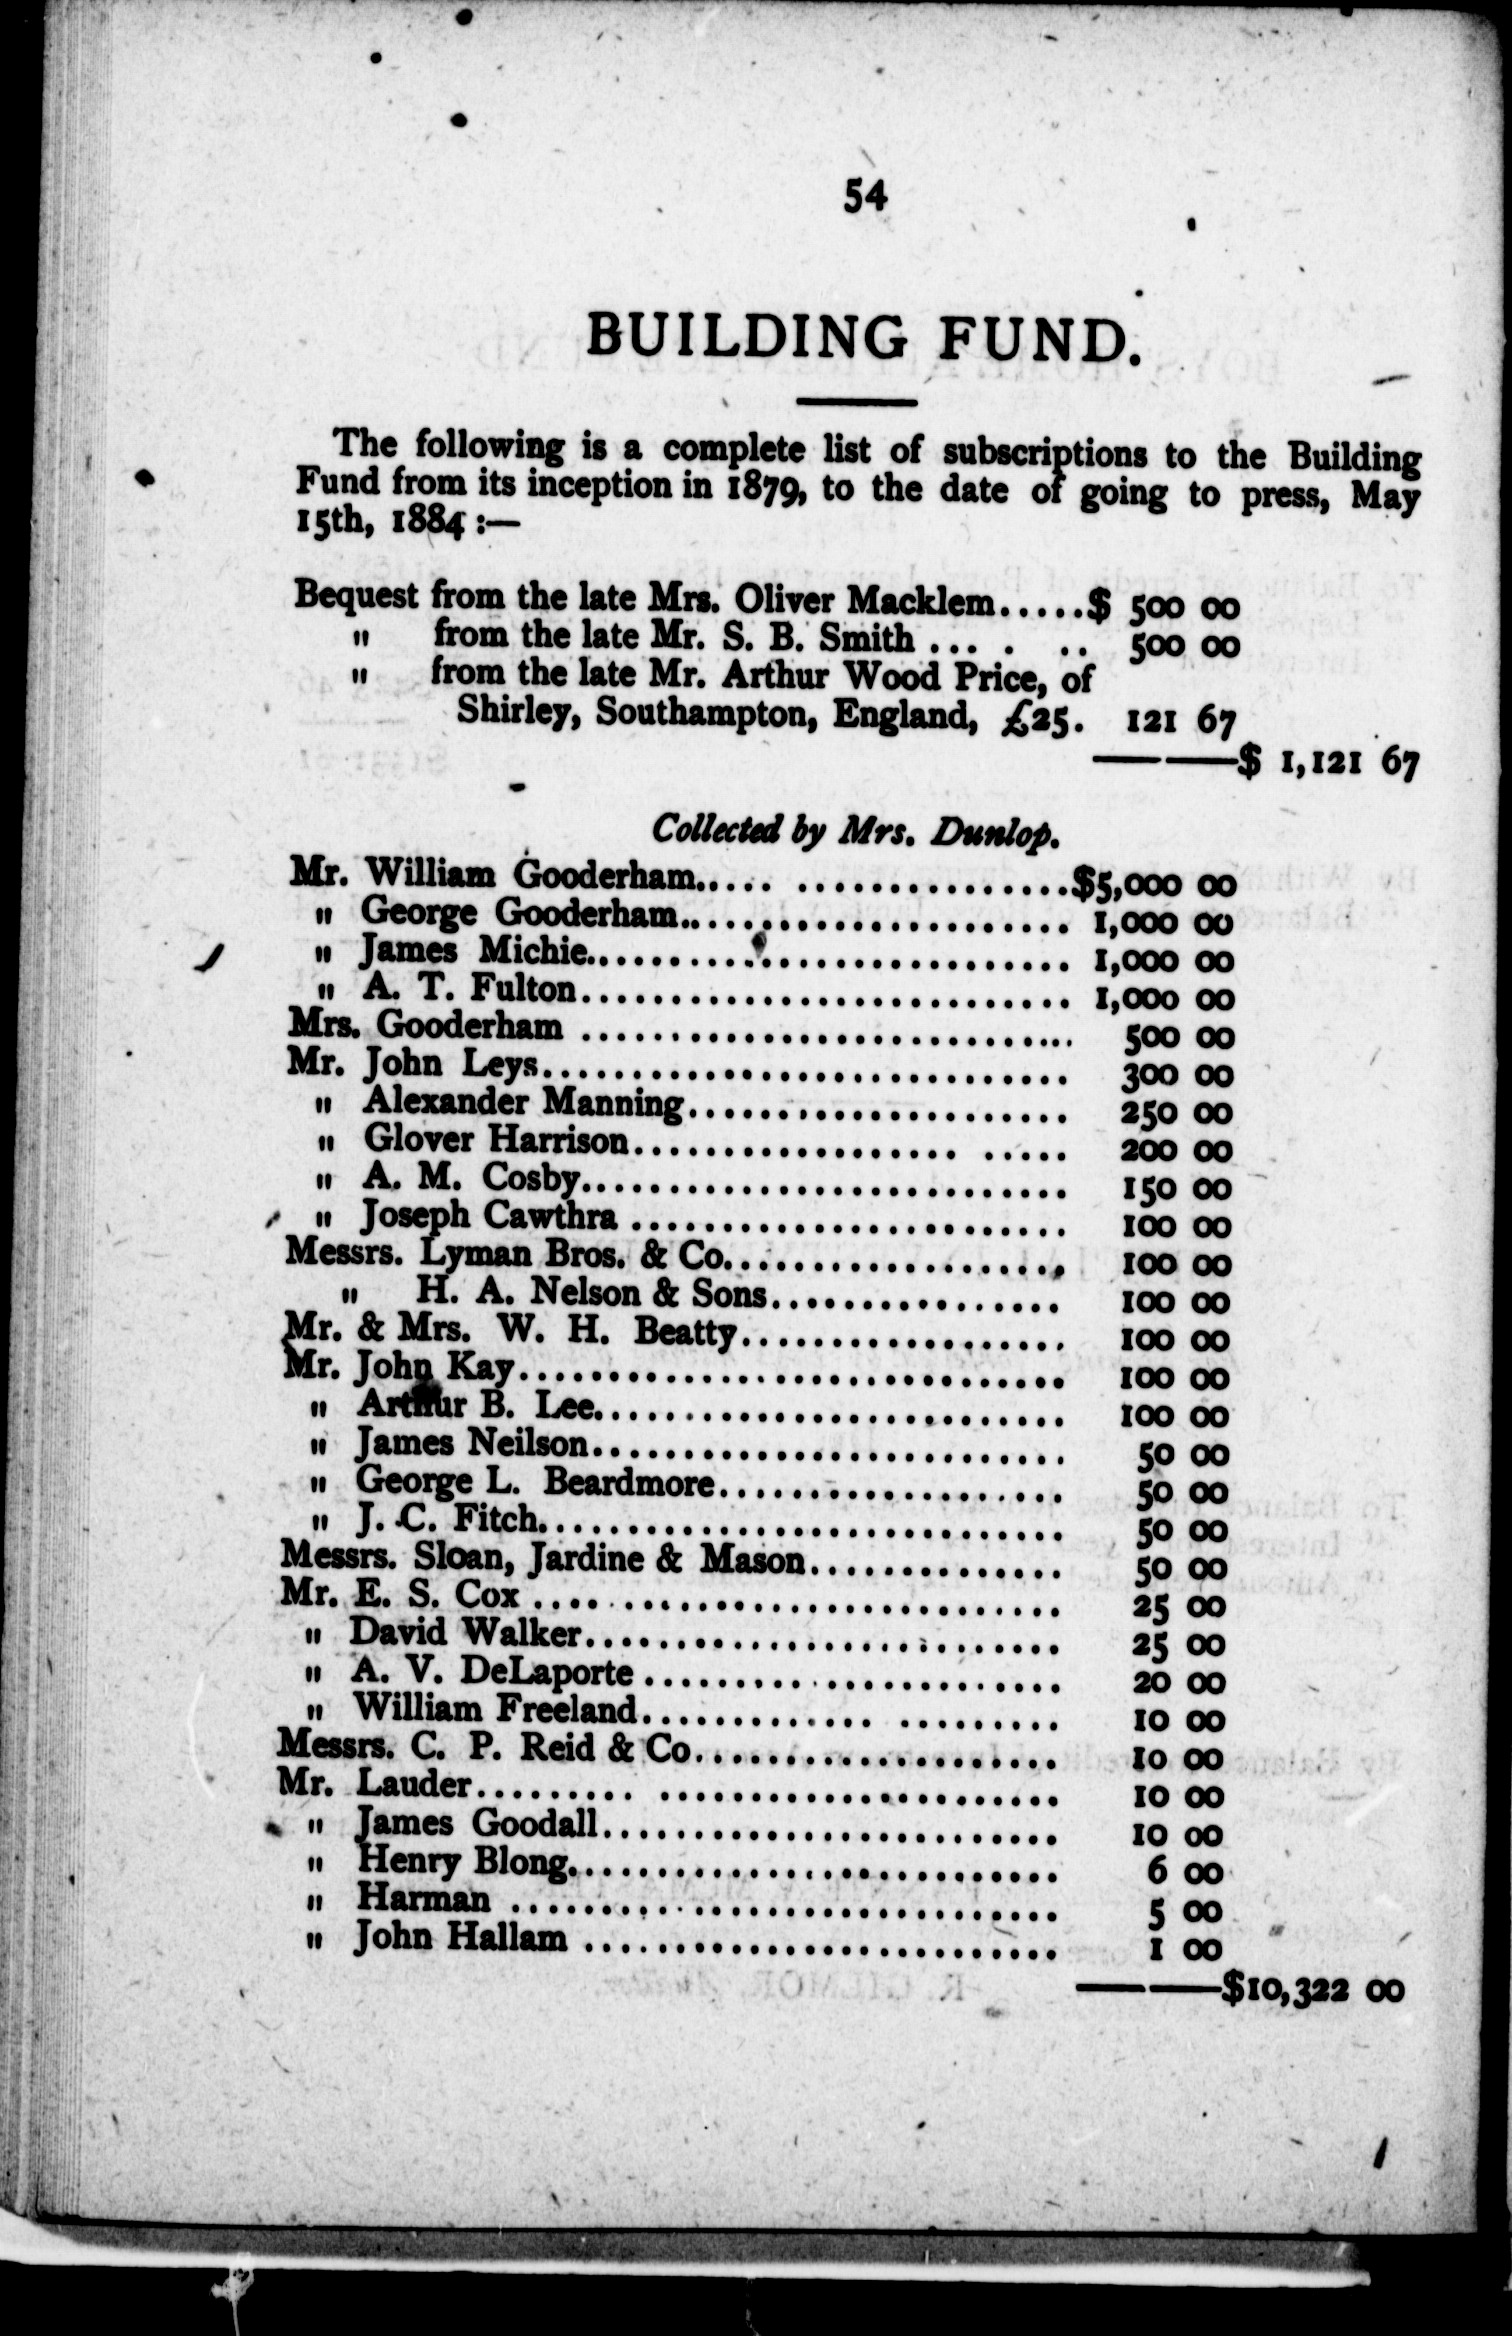 54
BUILDING FUND.
The following is a complete list of subscriptions to the Building
Fund from its inception in 1879, to the date of going to press, May
15th, 1884:—
Bequest from the late Mrs. Oliver Macklem.....$ 500 00
" from the late Mr. S. B. Smith ... . .. 500 00
" from the late Mr. Arthur Wood Price, of
Shirley, Southampton, England, £25. 121 67
——$ 1,121 67
Collected by Mrs. Dunlop.
Mr. William Gooderham..... ...............$5,000 00
" George Gooderham...................... 1,000 00
" James Michie........................... 1,000 00
" A. T. Fulton............................ 1,000 00
Mrs. Gooderham ............................ 500 00
Mr. John Leys.............................. 300 00
" Alexander Manning...................... 250 00
" Glover Harrison.................. ..... 200 00
" A. M. Cosby............................ 150 00
" Joseph Cawthra ......................... 100 00
Messrs. Lyman Bros. & Co.................... 100 00
" H. A. Nelson & Sons................. 100 00
Mr. & Mrs. W. H. Beatty................... 100 00
Mr. John Kay............................... 100 00
" Arthur B. Lee........................... 100 00
" James Neilson........................... 50 00
" George L. Beardmore.................... 50 00
" J. C. Fitch.............................. 50 00
Messrs. Sloan, Jardine & Mason............... 50 00
Mr. E. S. Cox .............................. 25 00
" David Walker........................... 25 00
" A. V. DeLaporte ........................ 20 00
" William Freeland............. ......... 10 00
Messrs. C. P. Reid & Co..................... 10 00
Mr. Lauder......... ....................... 10 00
" James Goodall.......................... 10 00
" Henry Blong............................ 6 00
" Harman ............................... 5 00
" John Hallam ........................... 1 00
——$10,322 00